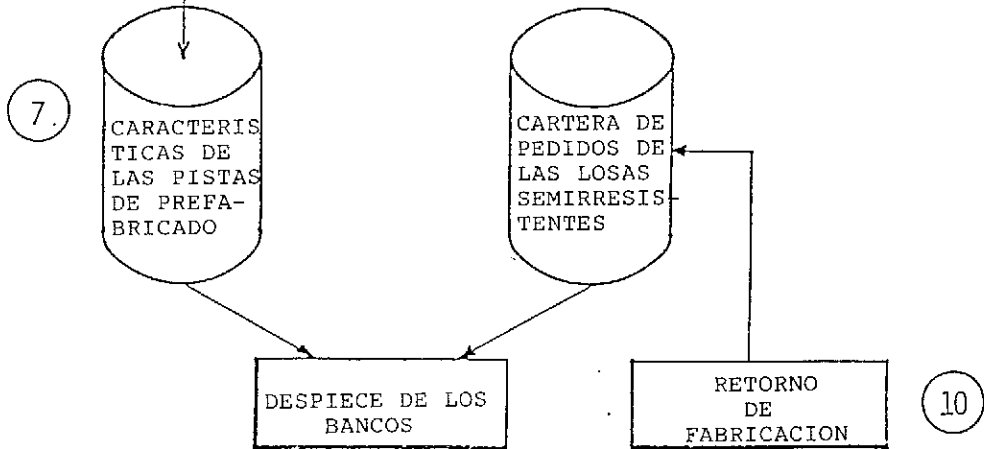 7.
CARACTERIS
TICAS DE
LAS PISTAS
DE PREFA-
BRICADO
CARTERA DE
PEDIDOS DE
LAS LOSAS
SEMIRRESIS-
TENTES
DESPIECE DE LOS
BANCOS
RETORNO
DE
FABRICACION
10